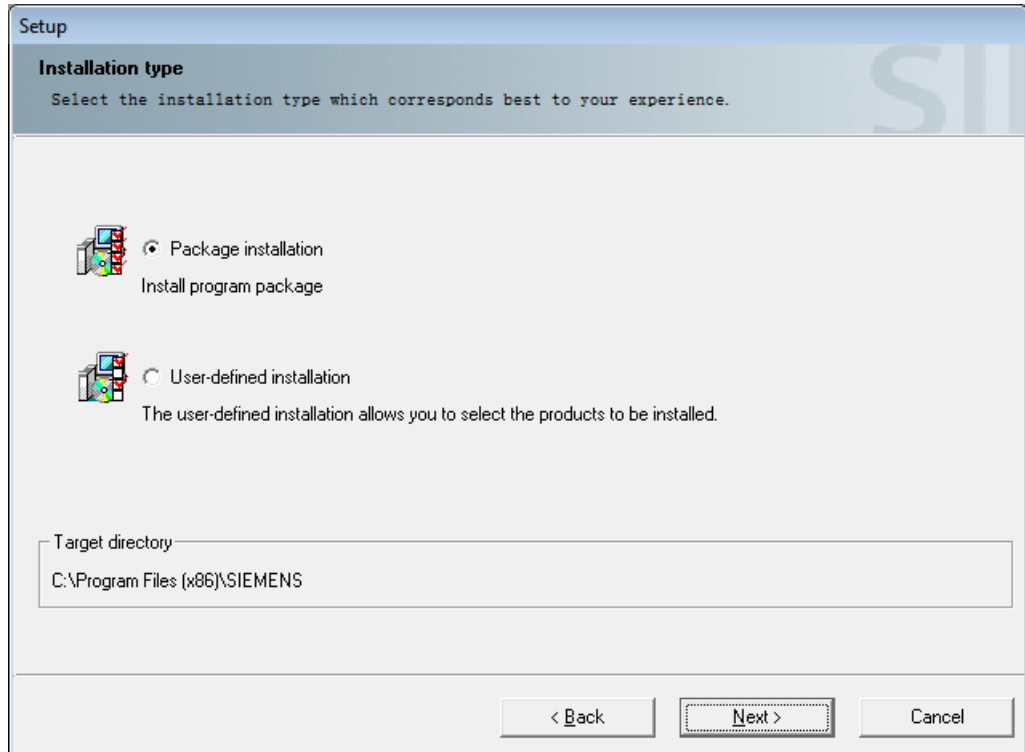 Setup
Installation type
Select the installation type which corresponds best to your experience.
SI
Package installation
Install program package
User-defined installation
The user-defined installation allows you to select the products to be installed.
Target directory
C:\Program Files (x86)\SIEMENS
< Back
Next >
Cancel